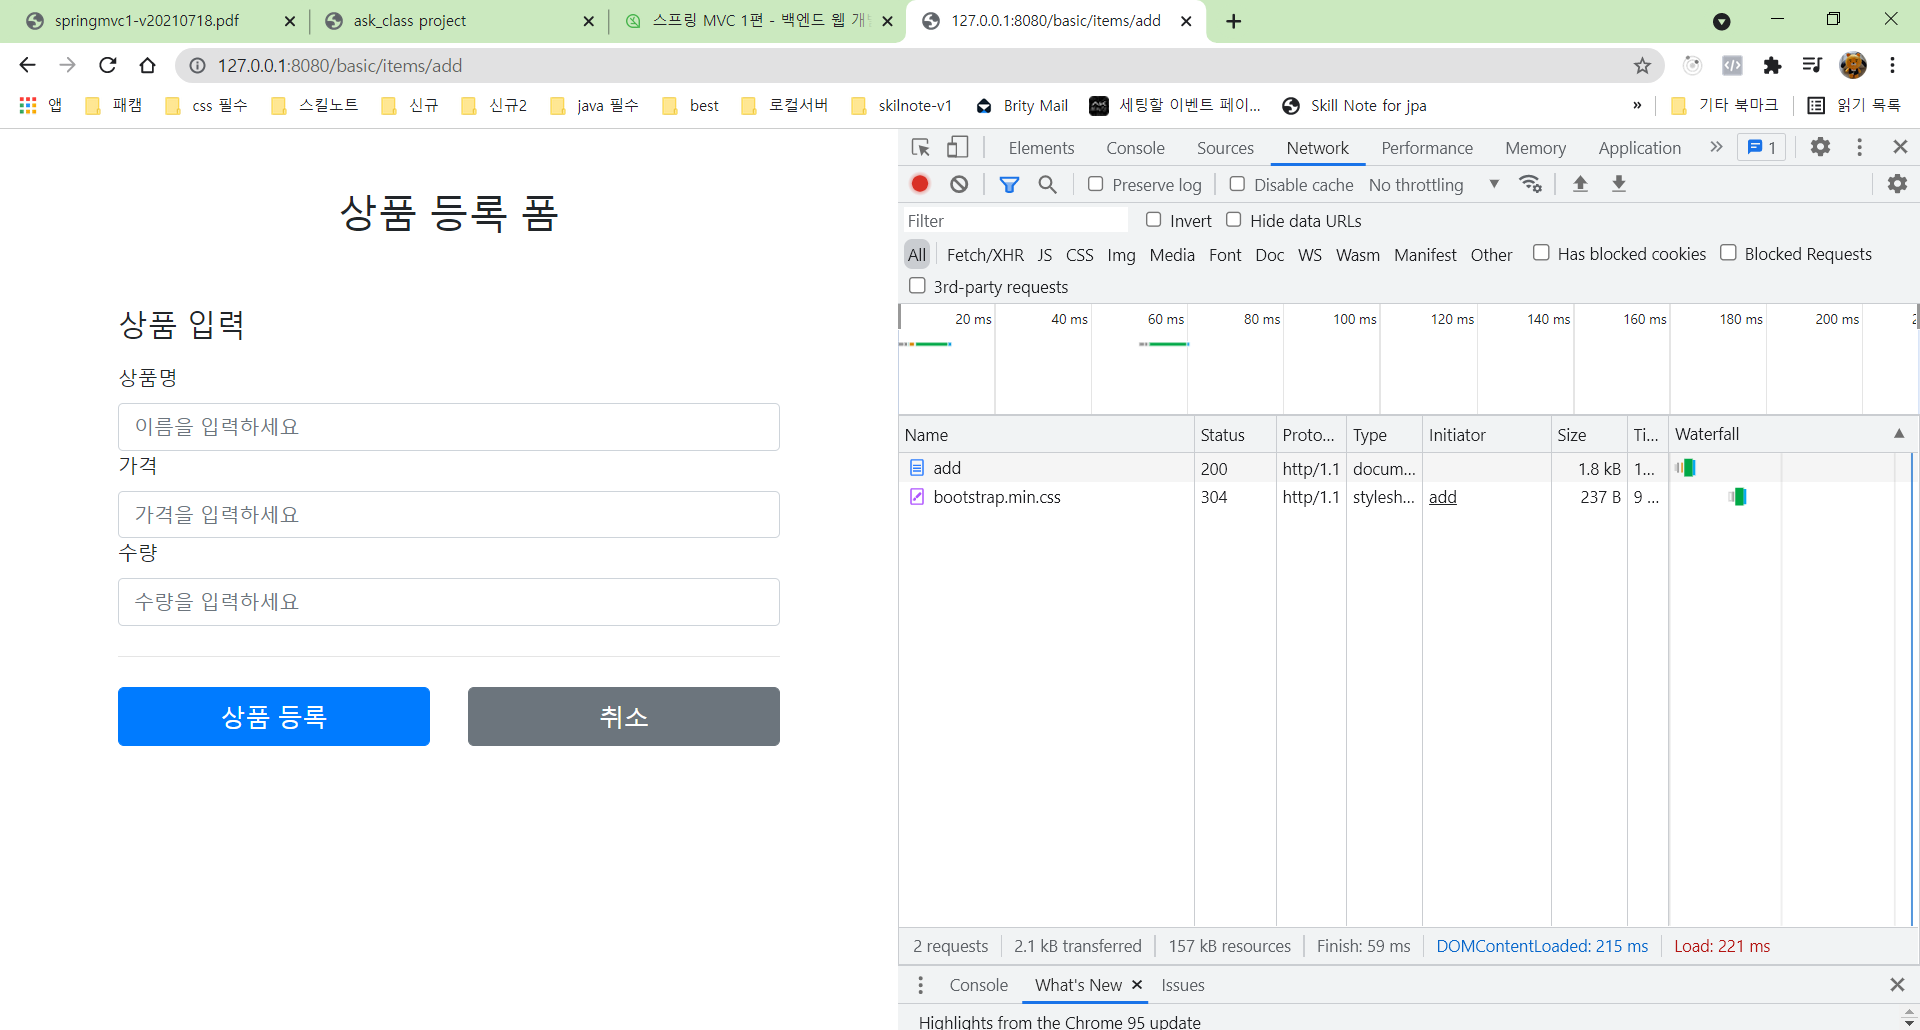 springmvc1-v20210718.pdf
ask_class project
스프링 MVC 1편 - 백엔드 웹 개
127.0.0.1:8080/basic/items/add
127.0.0.1:8080/basic/items/add
앱 패캠 css 필수 스킬노트 신규 신규2 java 필수 best 로컬서버 skilnote-v1 Brity Mail 세팅할 이벤트 페이... Skill Note for jpa » 기타 북마크 읽기 목록
상품 등록 폼
상품 입력
상품명
이름을 입력하세요
가격
가격을 입력하세요
수량
수량을 입력하세요
상품 등록 취소
Elements Console Sources Network Performance Memory Application » 1
Preserve log Disable cache No throttling
Filter Invert Hide data URLs
All Fetch/XHR JS CSS Img Media Font Doc WS Wasm Manifest Other Has blocked cookies Blocked Requests
3rd-party requests
20 ms 40 ms 60 ms 80 ms 100 ms 120 ms 140 ms 160 ms 180 ms 200 ms
Name Status Proto... Type Initiator Size Ti... Waterfall
add 200 http/1.1 docum... 1.8 kB 1...
bootstrap.min.css 304 http/1.1 stylesh... add 237 B 9 ...
2 requests 2.1 kB transferred 157 kB resources Finish: 59 ms DOMContentLoaded: 215 ms Load: 221 ms
Console What's New Issues
Highlights from the Chrome 95 update